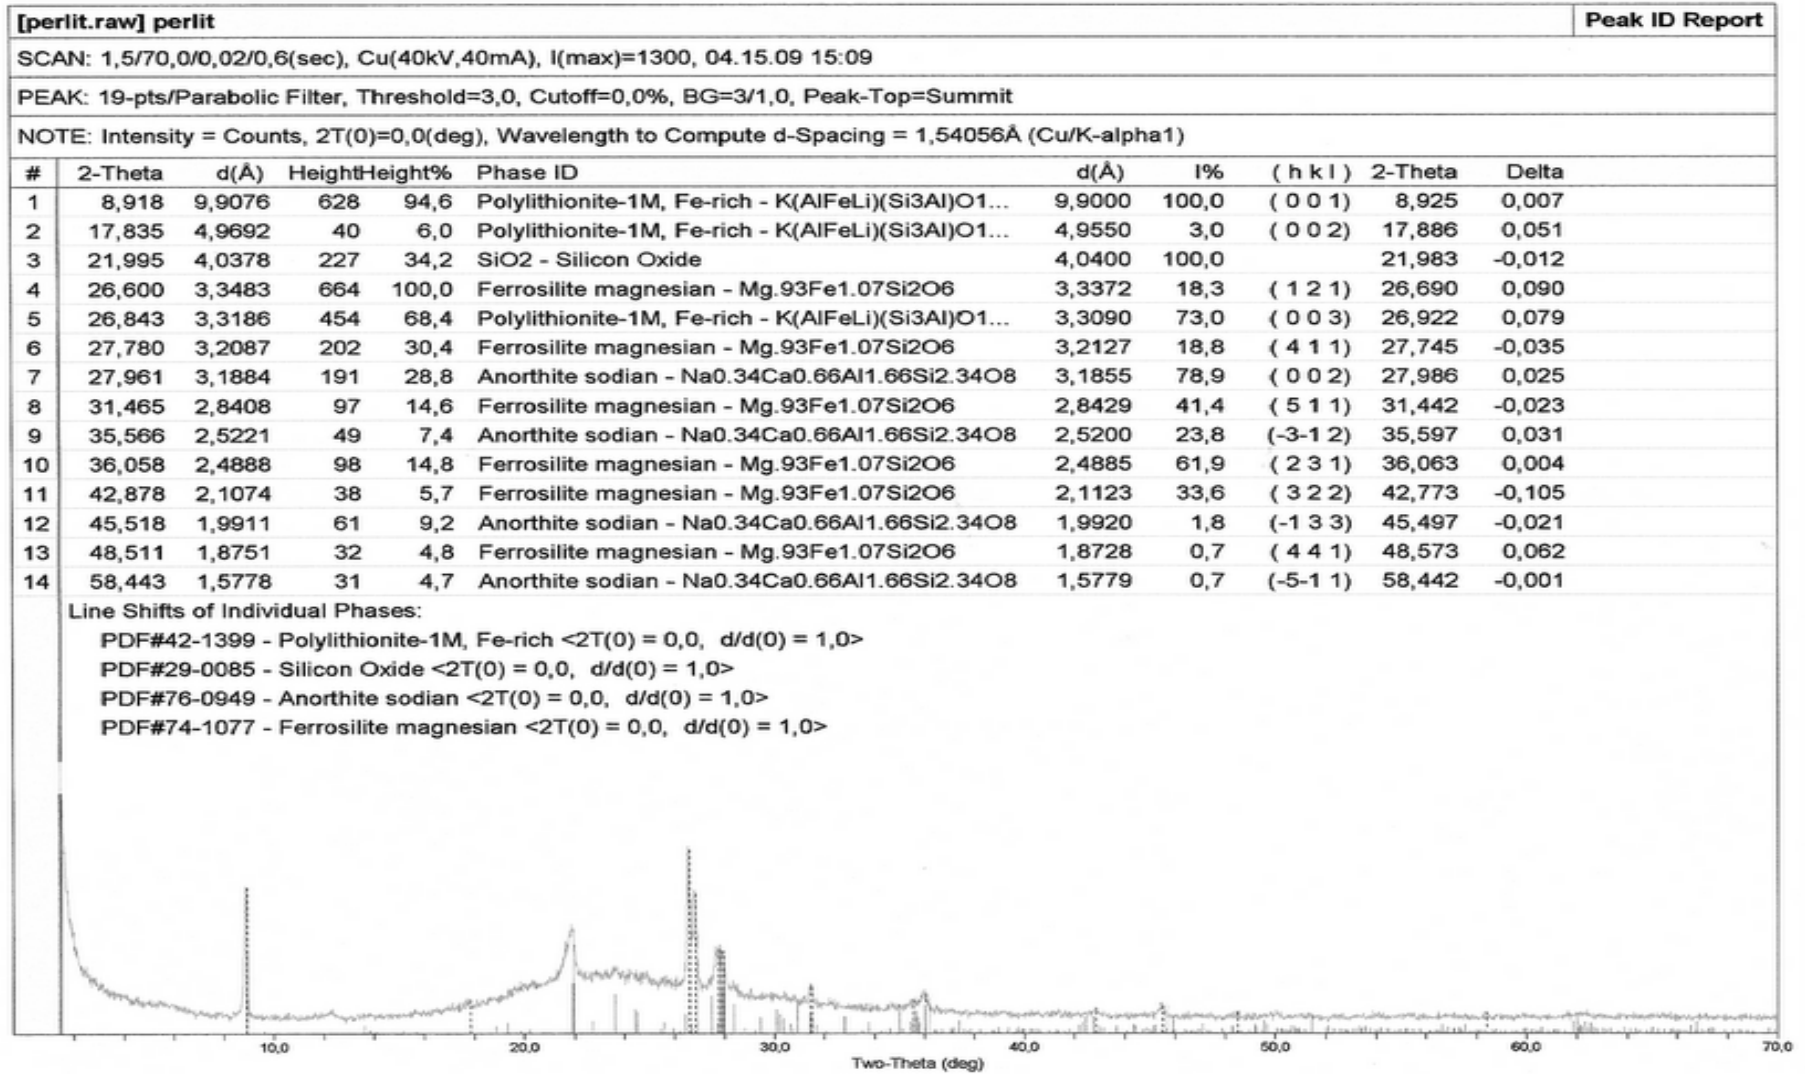 [perlit.raw] perlit Peak ID Report
SCAN: 1,5/70,0/0,02/0,6(sec), Cu(40kV,40mA), I(max)=1300, 04.15.09 15:09
PEAK: 19-pts/Parabolic Filter, Threshold=3,0, Cutoff=0,0%, BG=3/1,0, Peak-Top=Summit
NOTE: Intensity = Counts, 2T(0)=0,0(deg), Wavelength to Compute d-Spacing = 1,54056Å (Cu/K-alpha1)
# 2-Theta d(Å) Height Height% Phase ID d(Å) I% ( h k l ) 2-Theta Delta
1 8,918 9,9076 628 94,6 Polylithionite-1M, Fe-rich - K(AlFeLi)(Si3Al)O1... 9,9000 100,0 ( 0 0 1) 8,925 0,007
2 17,835 4,9692 40 6,0 Polylithionite-1M, Fe-rich - K(AlFeLi)(Si3Al)O1... 4,9550 3,0 ( 0 0 2) 17,886 0,051
3 21,995 4,0378 227 34,2 SiO2 - Silicon Oxide 4,0400 100,0 21,983 -0,012
4 26,600 3,3483 664 100,0 Ferrosilite magnesian - Mg.93Fe1.07Si2O6 3,3372 18,3 ( 1 2 1) 26,690 0,090
5 26,843 3,3186 454 68,4 Polylithionite-1M, Fe-rich - K(AlFeLi)(Si3Al)O1... 3,3090 73,0 ( 0 0 3) 26,922 0,079
6 27,780 3,2087 202 30,4 Ferrosilite magnesian - Mg.93Fe1.07Si2O6 3,2127 18,8 ( 4 1 1) 27,745 -0,035
7 27,961 3,1884 191 28,8 Anorthite sodian - Na0.34Ca0.66Al1.66Si2.34O8 3,1855 78,9 ( 0 0 2) 27,986 0,025
8 31,465 2,8408 97 14,6 Ferrosilite magnesian - Mg.93Fe1.07Si2O6 2,8429 41,4 ( 5 1 1) 31,442 -0,023
9 35,566 2,5221 49 7,4 Anorthite sodian - Na0.34Ca0.66Al1.66Si2.34O8 2,5200 23,8 (-3-1 2) 35,597 0,031
10 36,058 2,4888 98 14,8 Ferrosilite magnesian - Mg.93Fe1.07Si2O6 2,4885 61,9 ( 2 3 1) 36,063 0,004
11 42,878 2,1074 38 5,7 Ferrosilite magnesian - Mg.93Fe1.07Si2O6 2,1123 33,6 ( 3 2 2) 42,773 -0,105
12 45,518 1,9911 61 9,2 Anorthite sodian - Na0.34Ca0.66Al1.66Si2.34O8 1,9920 1,8 (-1 3 3) 45,497 -0,021
13 48,511 1,8751 32 4,8 Ferrosilite magnesian - Mg.93Fe1.07Si2O6 1,8728 0,7 ( 4 4 1) 48,573 0,062
14 58,443 1,5778 31 4,7 Anorthite sodian - Na0.34Ca0.66Al1.66Si2.34O8 1,5779 0,7 (-5-1 1) 58,442 -0,001
Line Shifts of Individual Phases:
PDF#42-1399 - Polylithionite-1M, Fe-rich <2T(0) = 0,0, d/d(0) = 1,0>
PDF#29-0085 - Silicon Oxide <2T(0) = 0,0, d/d(0) = 1,0>
PDF#76-0949 - Anorthite sodian <2T(0) = 0,0, d/d(0) = 1,0>
PDF#74-1077 - Ferrosilite magnesian <2T(0) = 0,0, d/d(0) = 1,0>
10,0 20,0 30,0 40,0 50,0 60,0 70,0
Two-Theta (deg)